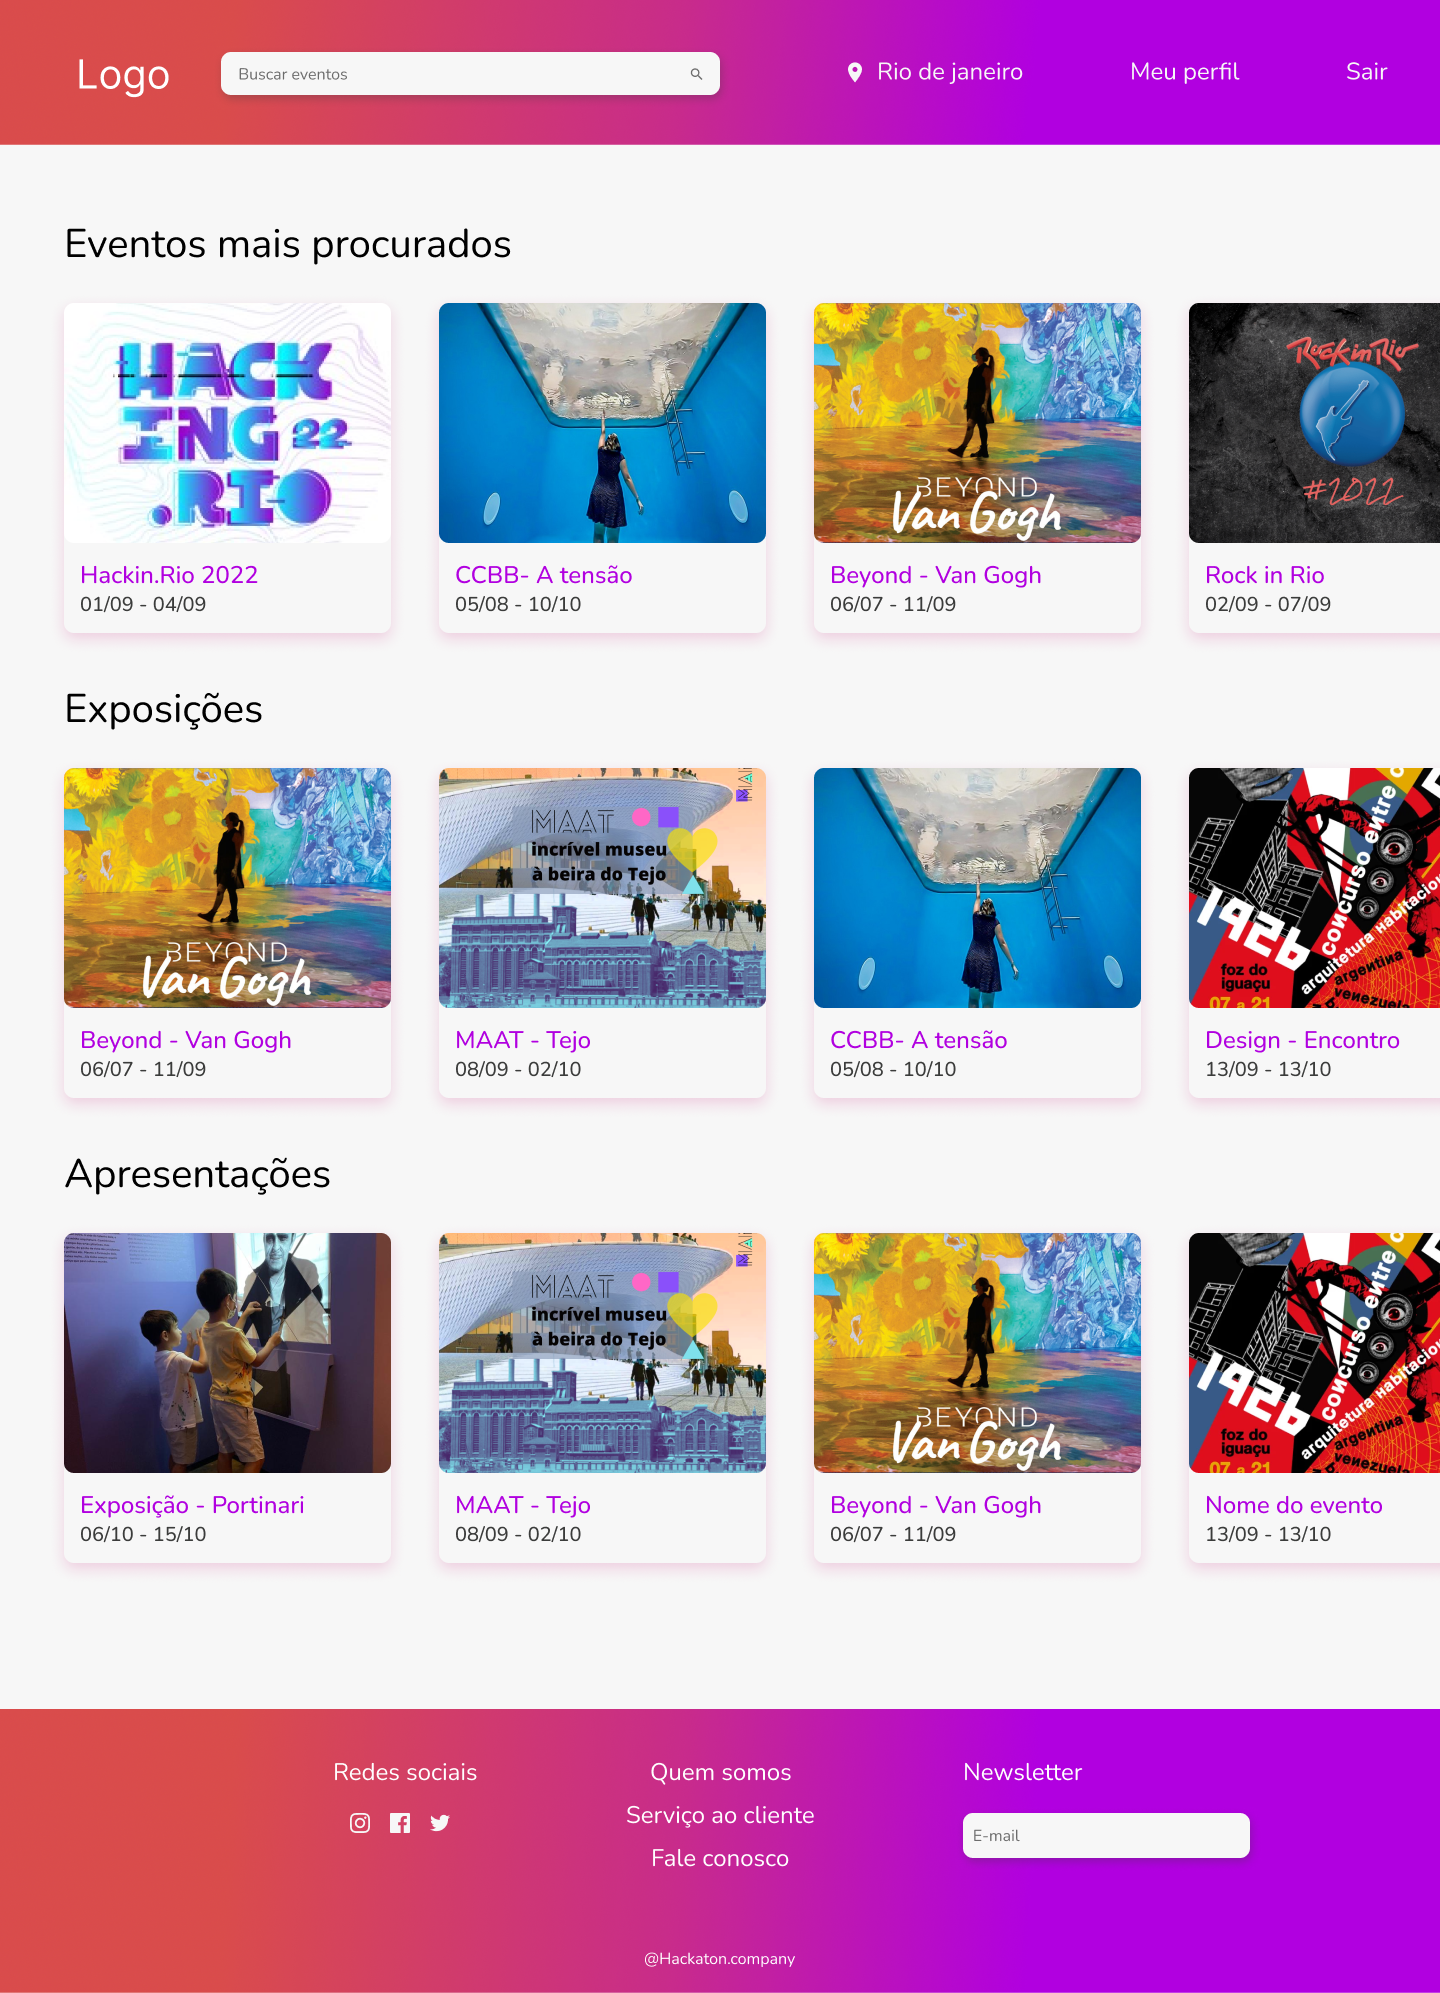 Logo
Buscar eventos
Rio de janeiro
Meu perfil
Sair
Eventos mais procurados
HACK
ING 22
.RIO
BEYOND
Van Gogh
Rock in Rio
#2022
Hackin.Rio 2022
01/09 - 04/09
CCBB- A tensão
05/08 - 10/10
Beyond - Van Gogh
06/07 - 11/09
Rock in Rio
02/09 - 07/09
Exposições
BEYOND
Van Gogh
MAAT
MAAT
incrível museu
à beira do Tejo
concurso entre
1926
arquitetura habitacion
foz do
iguaçu
argentina
venezuela
07 a 21
Beyond - Van Gogh
06/07 - 11/09
MAAT - Tejo
08/09 - 02/10
CCBB- A tensão
05/08 - 10/10
Design - Encontro
13/09 - 13/10
Apresentações
MAAT
MAAT
incrível museu
à beira do Tejo
BEYOND
Van Gogh
concurso entre
1926
arquitetura habitacion
foz do
iguaçu
argentina
venezuela
07 a 21
Exposição - Portinari
06/10 - 15/10
MAAT - Tejo
08/09 - 02/10
Beyond - Van Gogh
06/07 - 11/09
Nome do evento
13/09 - 13/10
Redes sociais
Quem somos
Serviço ao cliente
Fale conosco
Newsletter
E-mail
@Hackaton.company